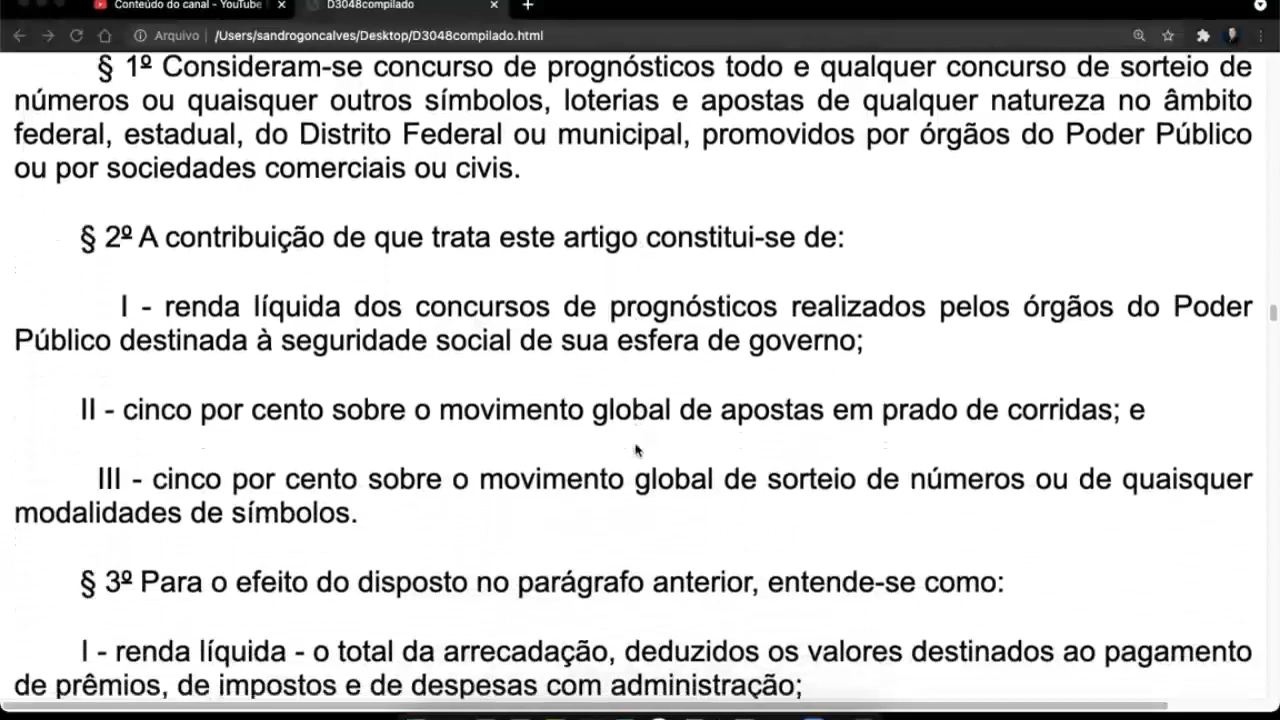 Conteúdo do canal - YouTube
D3048compilado
Arquivo | /Users/sandrogoncalves/Desktop/D3048compilado.html
§ 1º Consideram-se concurso de prognósticos todo e qualquer concurso de sorteio de
números ou quaisquer outros símbolos, loterias e apostas de qualquer natureza no âmbito
federal, estadual, do Distrito Federal ou municipal, promovidos por órgãos do Poder Público
ou por sociedades comerciais ou civis.
§ 2º A contribuição de que trata este artigo constitui-se de:
I - renda líquida dos concursos de prognósticos realizados pelos órgãos do Poder
Público destinada à seguridade social de sua esfera de governo;
II - cinco por cento sobre o movimento global de apostas em prado de corridas; e
III - cinco por cento sobre o movimento global de sorteio de números ou de quaisquer
modalidades de símbolos.
§ 3º Para o efeito do disposto no parágrafo anterior, entende-se como:
I - renda líquida - o total da arrecadação, deduzidos os valores destinados ao pagamento
de prêmios, de impostos e de despesas com administração;